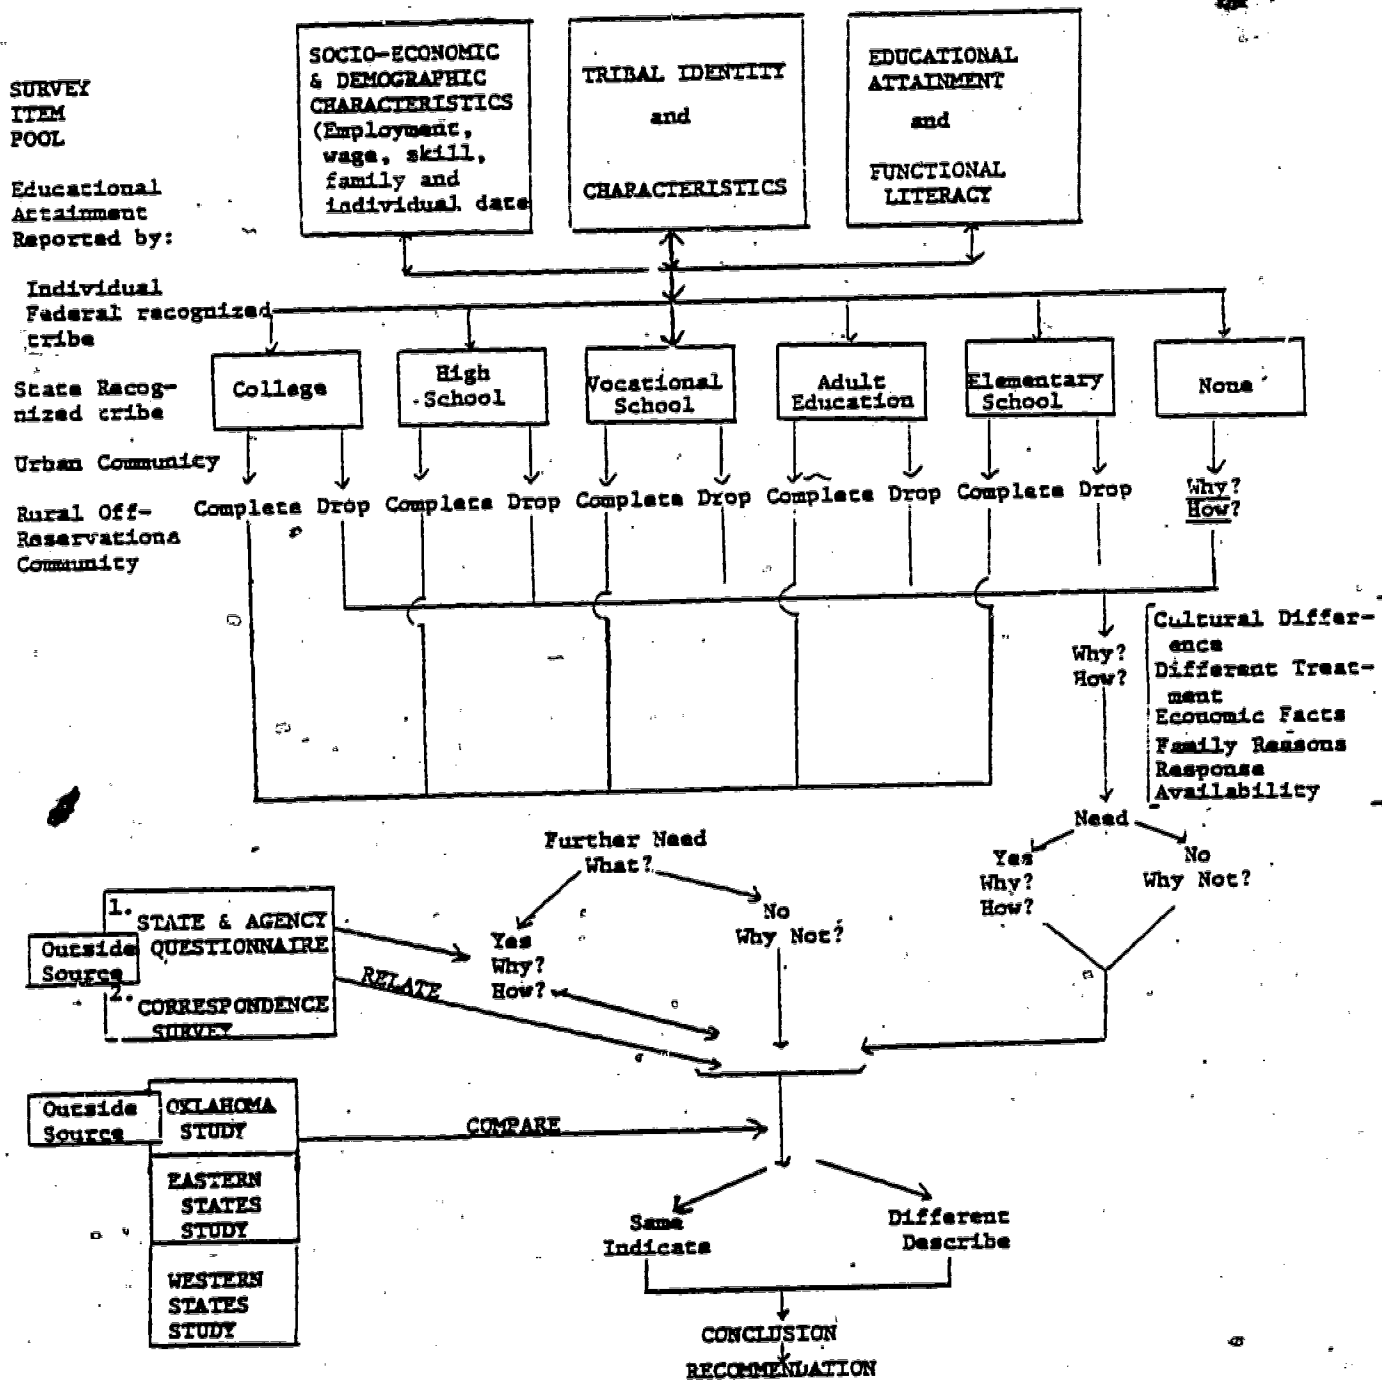 SURVEY
ITEM
POOL
Educational
Attainment
Reported by:
Individual
Federal recognized
tribe
State Recog-
nized tribe
Urban Community
Rural Off-
Reservations
Community
SOCIO-ECONOMIC
& DEMOGRAPHIC
CHARACTERISTICS
(Employment,
wage, skill,
family and
individual date
TRIBAL IDENTITY
and
CHARACTERISTICS
EDUCATIONAL
ATTAINMENT
and
FUNCTIONAL
LITERACY
College
High
School
Vocational
School
Adult
Education
Elementary
School
None
Complete Drop Complete Drop Complete Drop Complete Drop Complete Drop
Why?
How?
Why?
How?
Cultural Differ-
ence
Different Treat-
ment
Economic Facts
Family Reasons
Response
Availability
Need
Yes
Why?
How?
No
Why Not?
Further Need
What?
Yes
Why?
How?
No
Why Not?
Outside
Source
1.
STATE & AGENCY
QUESTIONNAIRE
2.
CORRESPONDENCE
SURVEY
RELATE
Outside
Source
OKLAHOMA
STUDY
EASTERN
STATES
STUDY
WESTERN
STATES
STUDY
COMPARE
Same
Indicate
Different
Describe
CONCLUSION
RECOMMENDATION